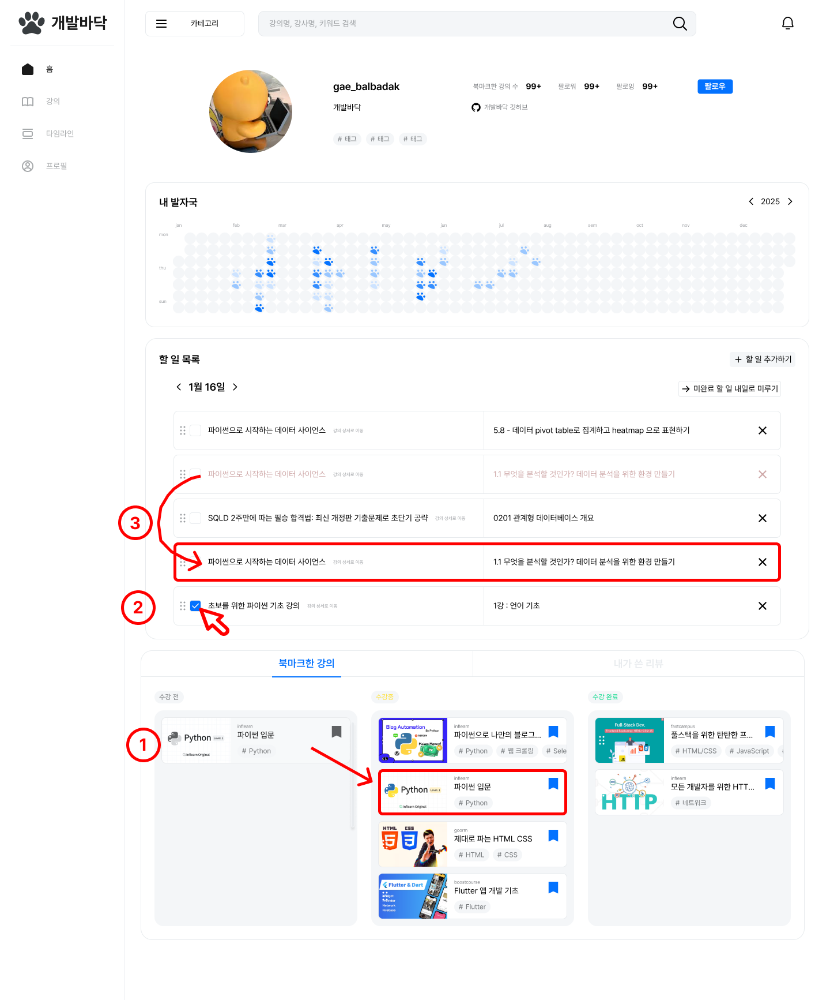 개발바닥
카테고리
강의명, 강사명, 키워드 검색
홈
강의
타임라인
프로필
gae_balbadak
북마크한 강의 수 99+
팔로워 99+
팔로잉 99+
팔로우
개발바닥
개발바닥 깃허브
# 태그
# 태그
# 태그
내 발자국
2025
jan feb mar apr may jun jul aug sem oct nov dec
mon
thu
sun
할 일 목록
할 일 추가하기
1월 16일
미완료 할 일 내일로 미루기
파이썬으로 시작하는 데이터 사이언스 강의 상세로 이동
5.8 - 데이터 pivot table로 집계하고 heatmap 으로 표현하기
파이썬으로 시작하는 데이터 사이언스 강의 상세로 이동
1.1 무엇을 분석할 것인가? 데이터 분석을 위한 환경 만들기
SQLD 2주만에 따는 필승 합격법: 최신 개정판 기출문제로 초단기 공략 강의 상세로 이동
0201 관계형 데이터베이스 개요
3
파이썬으로 시작하는 데이터 사이언스 강의 상세로 이동
1.1 무엇을 분석할 것인가? 데이터 분석을 위한 환경 만들기
2
초보를 위한 파이썬 기초 강의 강의 상세로 이동
1강 : 언어 기초
북마크한 강의
내가 쓴 리뷰
수강 전
1
Python Level. 1
Inflearn Original
inflearn
파이썬 입문
# Python
수강중
Blog Automation
By Python
Makes Money!
inflearn
파이썬으로 나만의 블로그...
# Python # 웹 크롤링 # Sele
Python Level. 1
Inflearn Original
inflearn
파이썬 입문
# Python
HTML CSS
goorm
제대로 파는 HTML CSS
# HTML # CSS
Flutter & Dart
Widget
Provider
Network
Firebase
boostcourse
Flutter 앱 개발 기초
# Flutter
수강 완료
Full-Stack Dev.
Frontend Bootcamp: HTML+CSS+JS
JS
fastcampus
풀스택을 위한 탄탄한 프...
# HTML/CSS # JavaScript #
HTTP
inflearn
모든 개발자를 위한 HTT...
# 네트워크